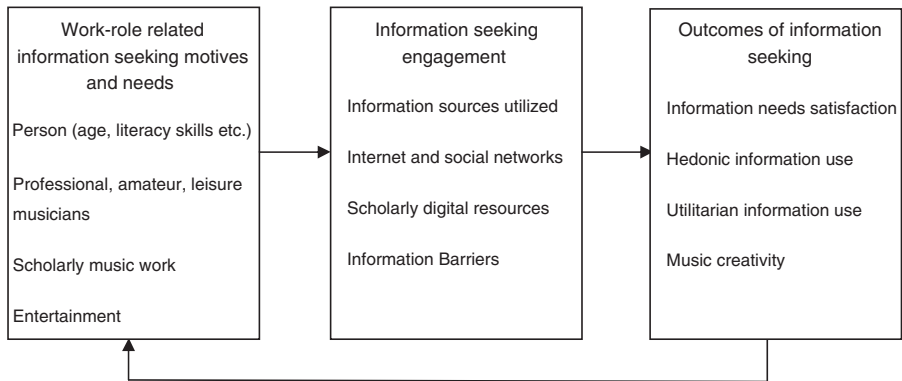 Work-role related
information seeking motives
and needs
Person (age, literacy skills etc.)
Professional, amateur, leisure
musicians
Scholarly music work
Entertainment
Information seeking
engagement
Information sources utilized
Internet and social networks
Scholarly digital resources
Information Barriers
Outcomes of information
seeking
Information needs satisfaction
Hedonic information use
Utilitarian information use
Music creativity